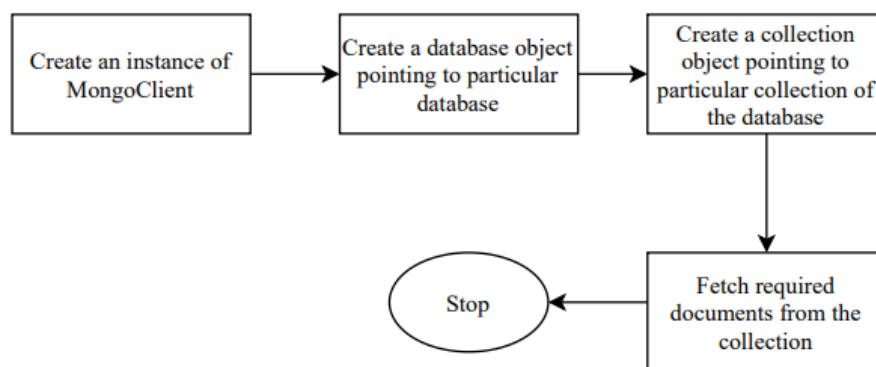 Create an instance of
MongoClient
Create a database object
pointing to particular
database
Create a collection
object pointing to
particular collection of
the database
Fetch required
documents from the
collection
Stop